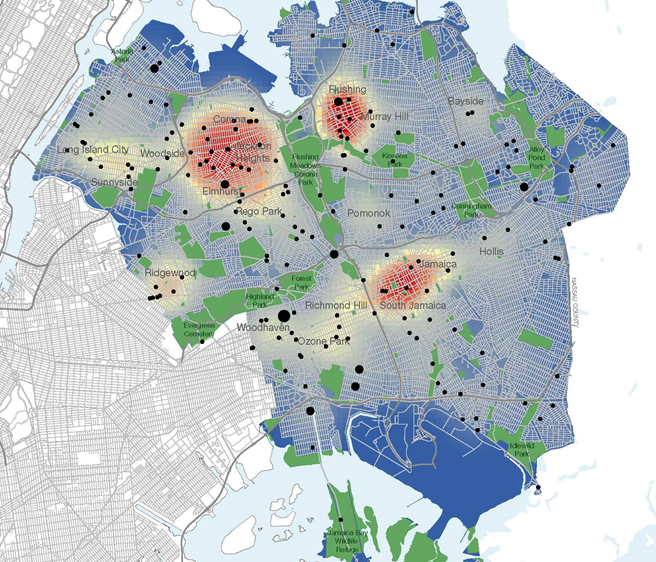 Astoria
Park
Flushing
Bayside
Corona
Murray Hill
Long Island City
Woodside
Jackson
Heights
Flushing
Meadows
Corona
Park
Kissena
Park
Alley
Pond
Park
Sunnyside
Elmhurst
Rego Park
Pomonok
Cunningham
Park
Hollis
Ridgewood
Jamaica
Forest
Park
Highland
Park
Richmond Hill
South Jamaica
NASSAU COUNTY
Evergreen
Cemetery
Woodhaven
Ozone Park
Idlewild
Park
Jamaica Bay
Wildlife
Refuge